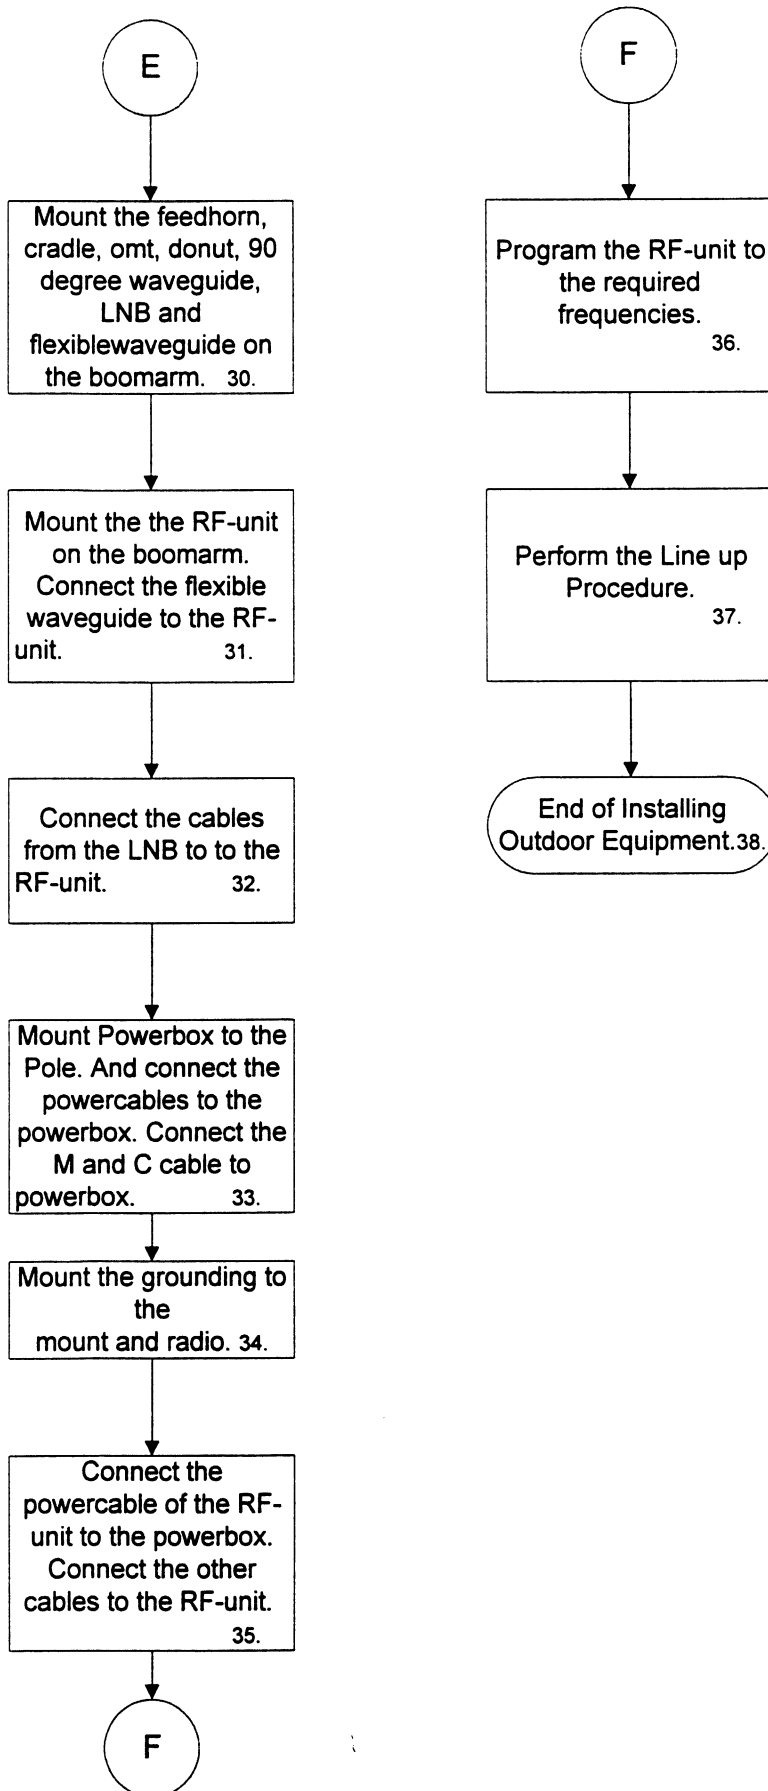 E
Mount the feedhorn,
cradle, omt, donut, 90
degree waveguide,
LNB and
flexiblewaveguide on
the boomarm. 30.
Mount the the RF-unit
on the boomarm.
Connect the flexible
waveguide to the RF-
unit. 31.
Connect the cables
from the LNB to to the
RF-unit. 32.
Mount Powerbox to the
Pole. And connect the
powercables to the
powerbox. Connect the
M and C cable to
powerbox. 33.
Mount the grounding to
the
mount and radio. 34.
Connect the
powercable of the RF-
unit to the powerbox.
Connect the other
cables to the RF-unit.
35.
F
F
Program the RF-unit to
the required
frequencies.
36.
Perform the Line up
Procedure.
37.
End of Installing
Outdoor Equipment.38.